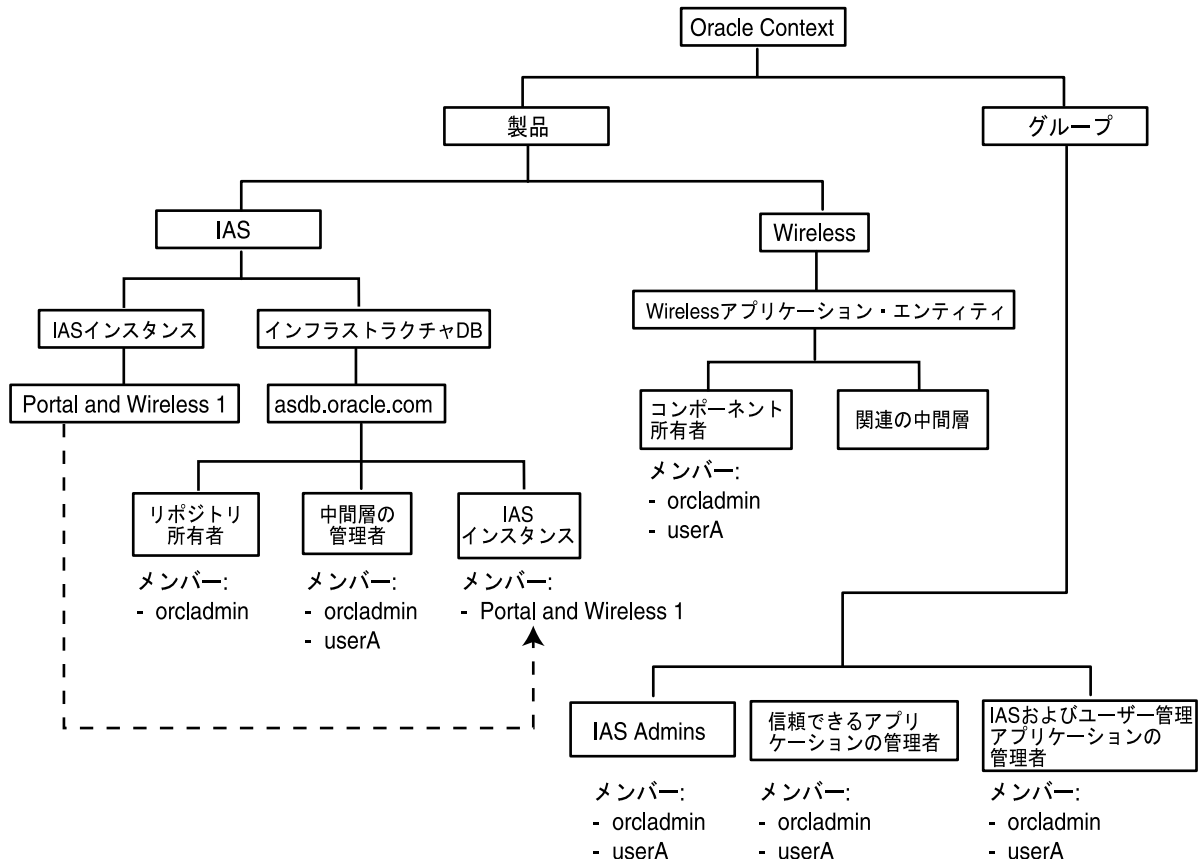 Oracle Context
製品
グループ
IAS
Wireless
IASインスタンス
インフラストラクチャDB
Wirelessアプリケーション・エンティティ
Portal and Wireless 1
asdb.oracle.com
コンポーネント
所有者
関連の中間層
メンバー:
- orcladmin
- userA
リポジトリ
所有者
中間層の
管理者
IAS
インスタンス
メンバー:
- orcladmin
メンバー:
- orcladmin
- userA
メンバー:
- Portal and Wireless 1
IAS Admins
信頼できるアプリ
ケーションの管理者
IASおよびユーザー管理
アプリケーションの
管理者
メンバー:
- orcladmin
- userA
メンバー:
- orcladmin
- userA
メンバー:
- orcladmin
- userA